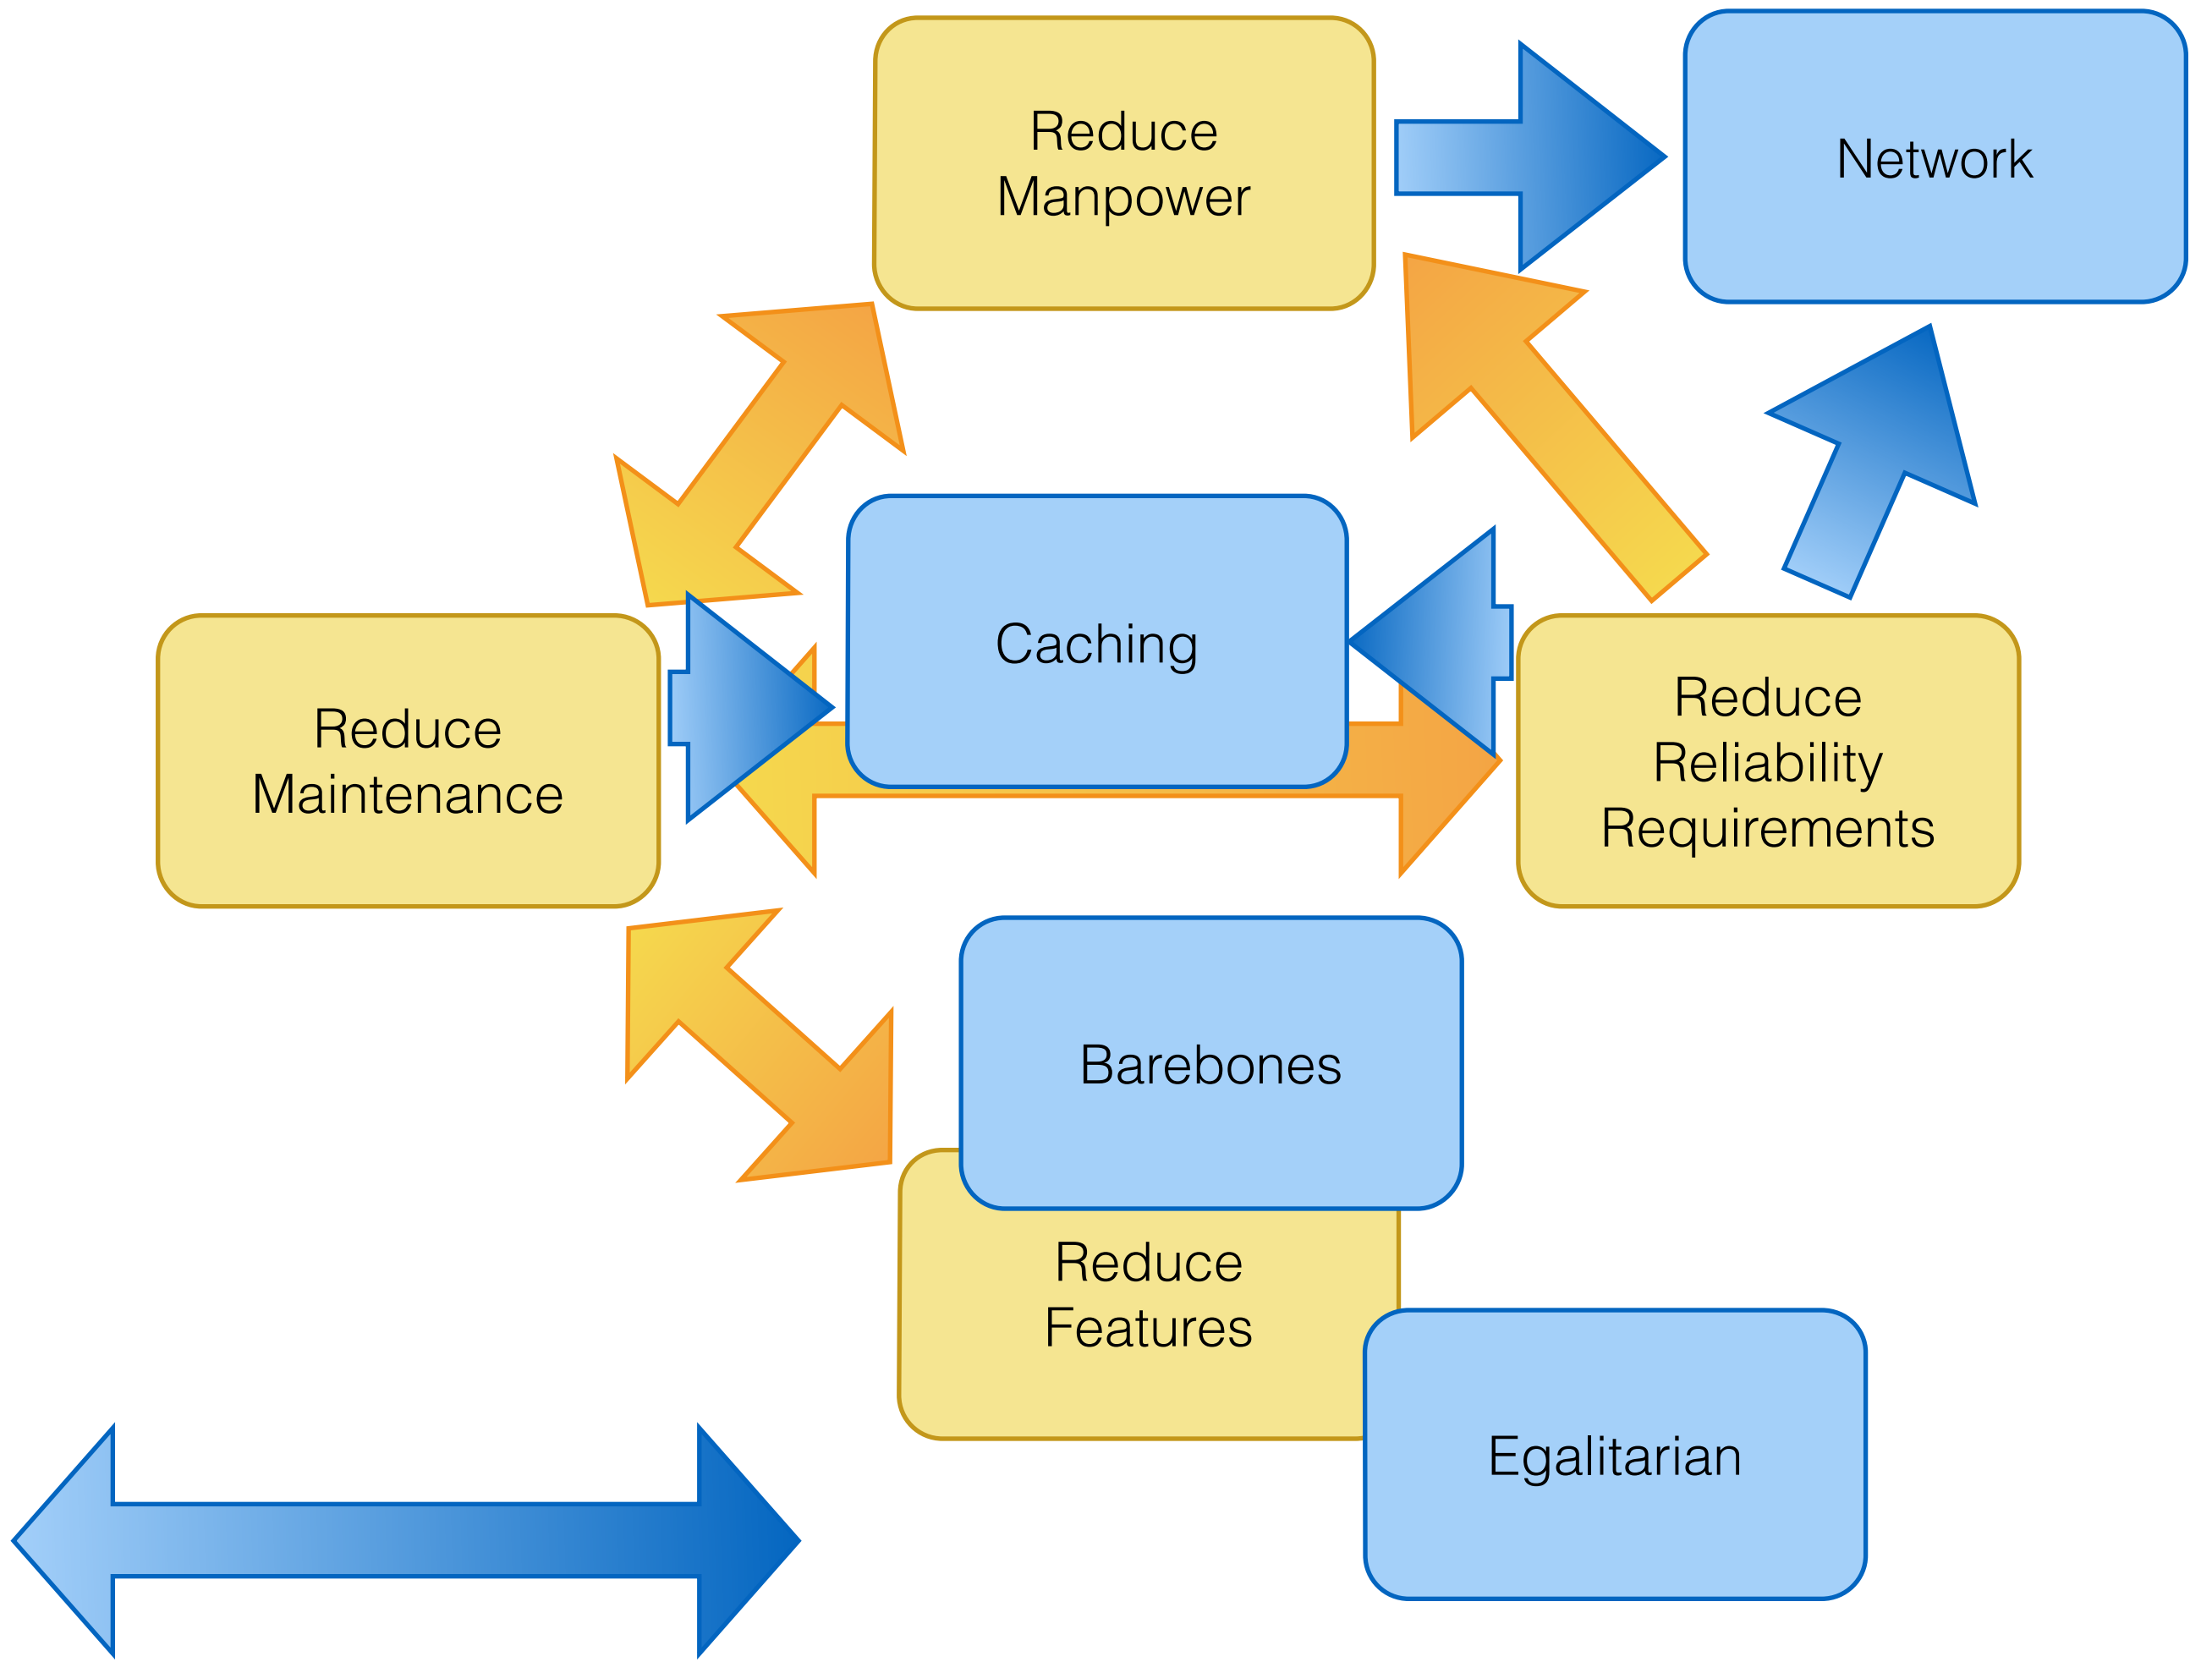 Reduce
Manpower
Network
Caching
Reduce
Maintenance
Reduce
Reliability
Requirements
Barebones
Reduce
Features
Egalitarian